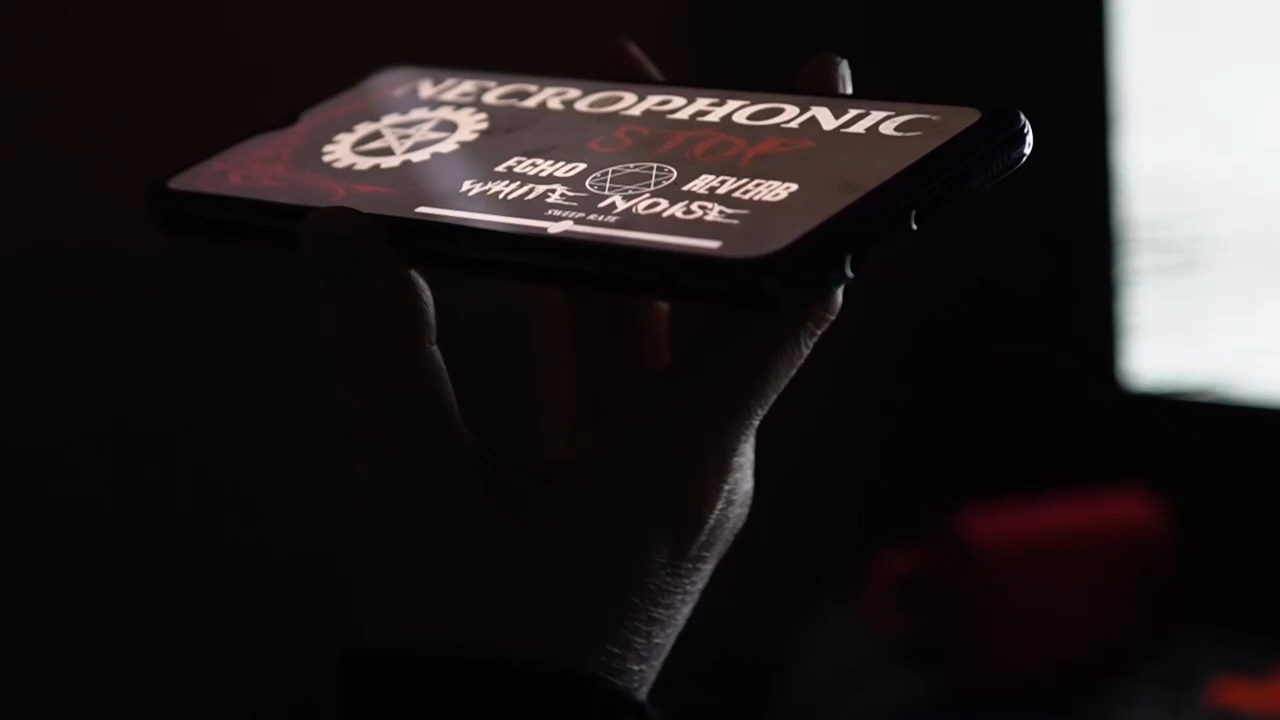 NECROPHONIC
STOP
ECHO REVERB
WHITE NOISE
SWEEP RATE